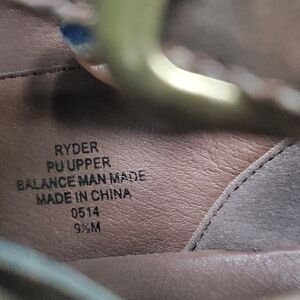 RYDER
PU UPPER
BALANCE MAN MADE
MADE IN CHINA
0514
9½M